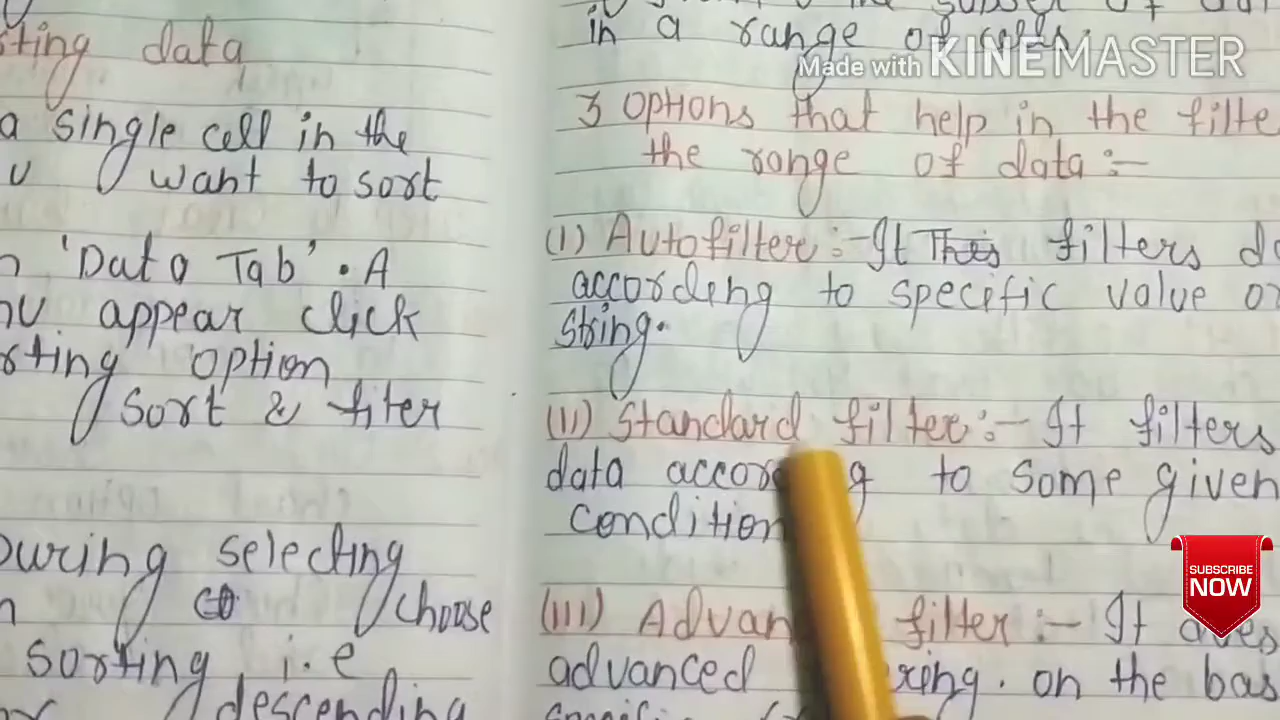 sting data
a single cell in the
want to sort
'Data Tab'. A
appear click
rting option
Sort & fiter
During selecting
choose
sorting i.e
descending
in a range of cells.
Made with KINEMASTER
3 options that help in the filte
the range of data :-
(I) Autofilter :- It This filters da
according to specific value or
string.
(II) Standard filter :- It filters
data accor g to some given
condition
(III) Advan filter :- It
advanced ring. on the bas
SUBSCRIBE
NOW